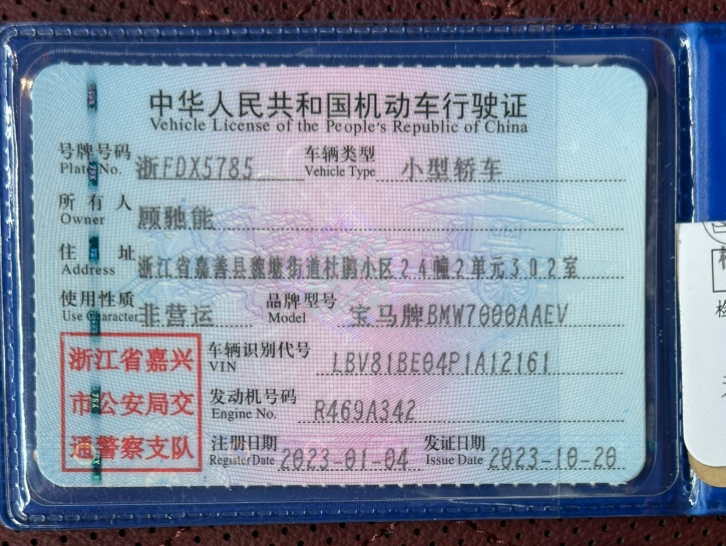 中华人民共和国机动车行驶证
Vehicle License of the People's Republic of China
号牌号码 浙FDX5785 车辆类型 小型轿车
Plate No. Vehicle Type
所有人 顾驰能
Owner
住址 浙江省嘉善县魏塘街道杜鹃小区24幢2单元302室
Address
使用性质 非营运 品牌型号 宝马牌BMW7000AAEV
Use Character Model
浙江省嘉兴
市公安局交
通警察支队
车辆识别代号 LBV81BE04P1A12161
VIN
发动机号码 R469A342
Engine No.
注册日期 2023-01-04 发证日期 2023-10-20
Register Date Issue Date
检